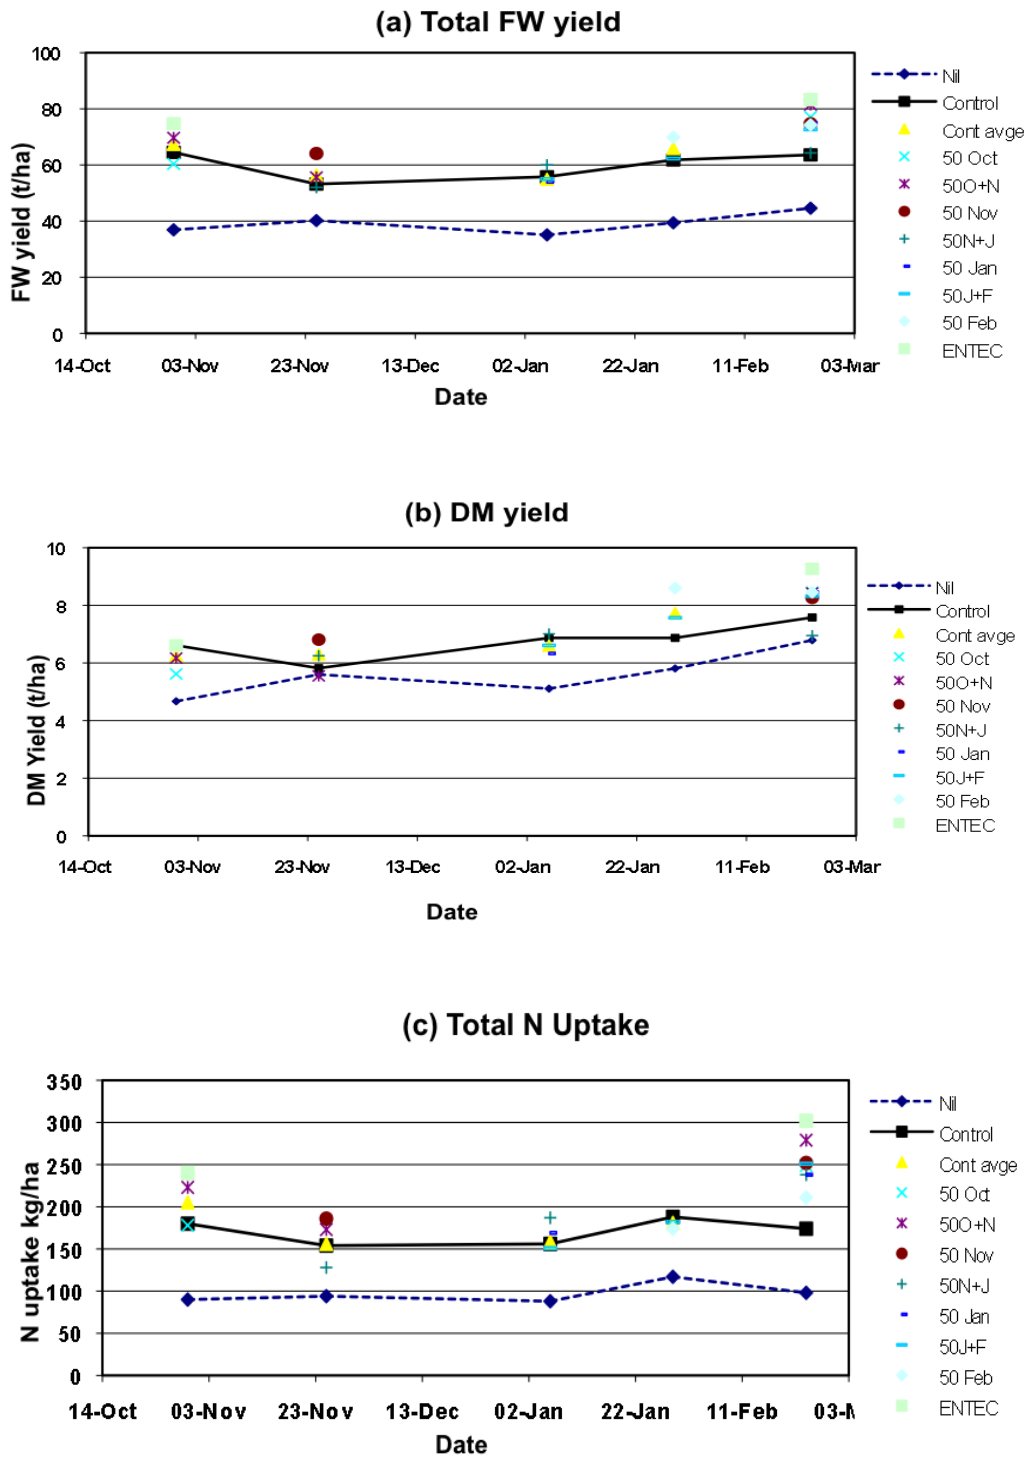 (a) Total FW yield
100
80
60
40
20
0
FW yield (t/ha)
14-Oct 03-Nov 23-Nov 13-Dec 02-Jan 22-Jan 11-Feb 03-Mar
Date
Nil
Control
Cont avge
50 Oct
50O+N
50 Nov
50N+J
50 Jan
50J+F
50 Feb
ENTEC
(b) DM yield
10
8
6
4
2
0
DM Yield (t/ha)
14-Oct 03-Nov 23-Nov 13-Dec 02-Jan 22-Jan 11-Feb 03-Mar
Date
Nil
Control
Cont avge
50 Oct
50O+N
50 Nov
50N+J
50 Jan
50J+F
50 Feb
ENTEC
(c) Total N Uptake
350
300
250
200
150
100
50
0
N uptake kg/ha
14-Oct 03-Nov 23-Nov 13-Dec 02-Jan 22-Jan 11-Feb 03-M
Date
Nil
Control
Cont avge
50 Oct
50O+N
50 Nov
50N+J
50 Jan
50J+F
50 Feb
ENTEC